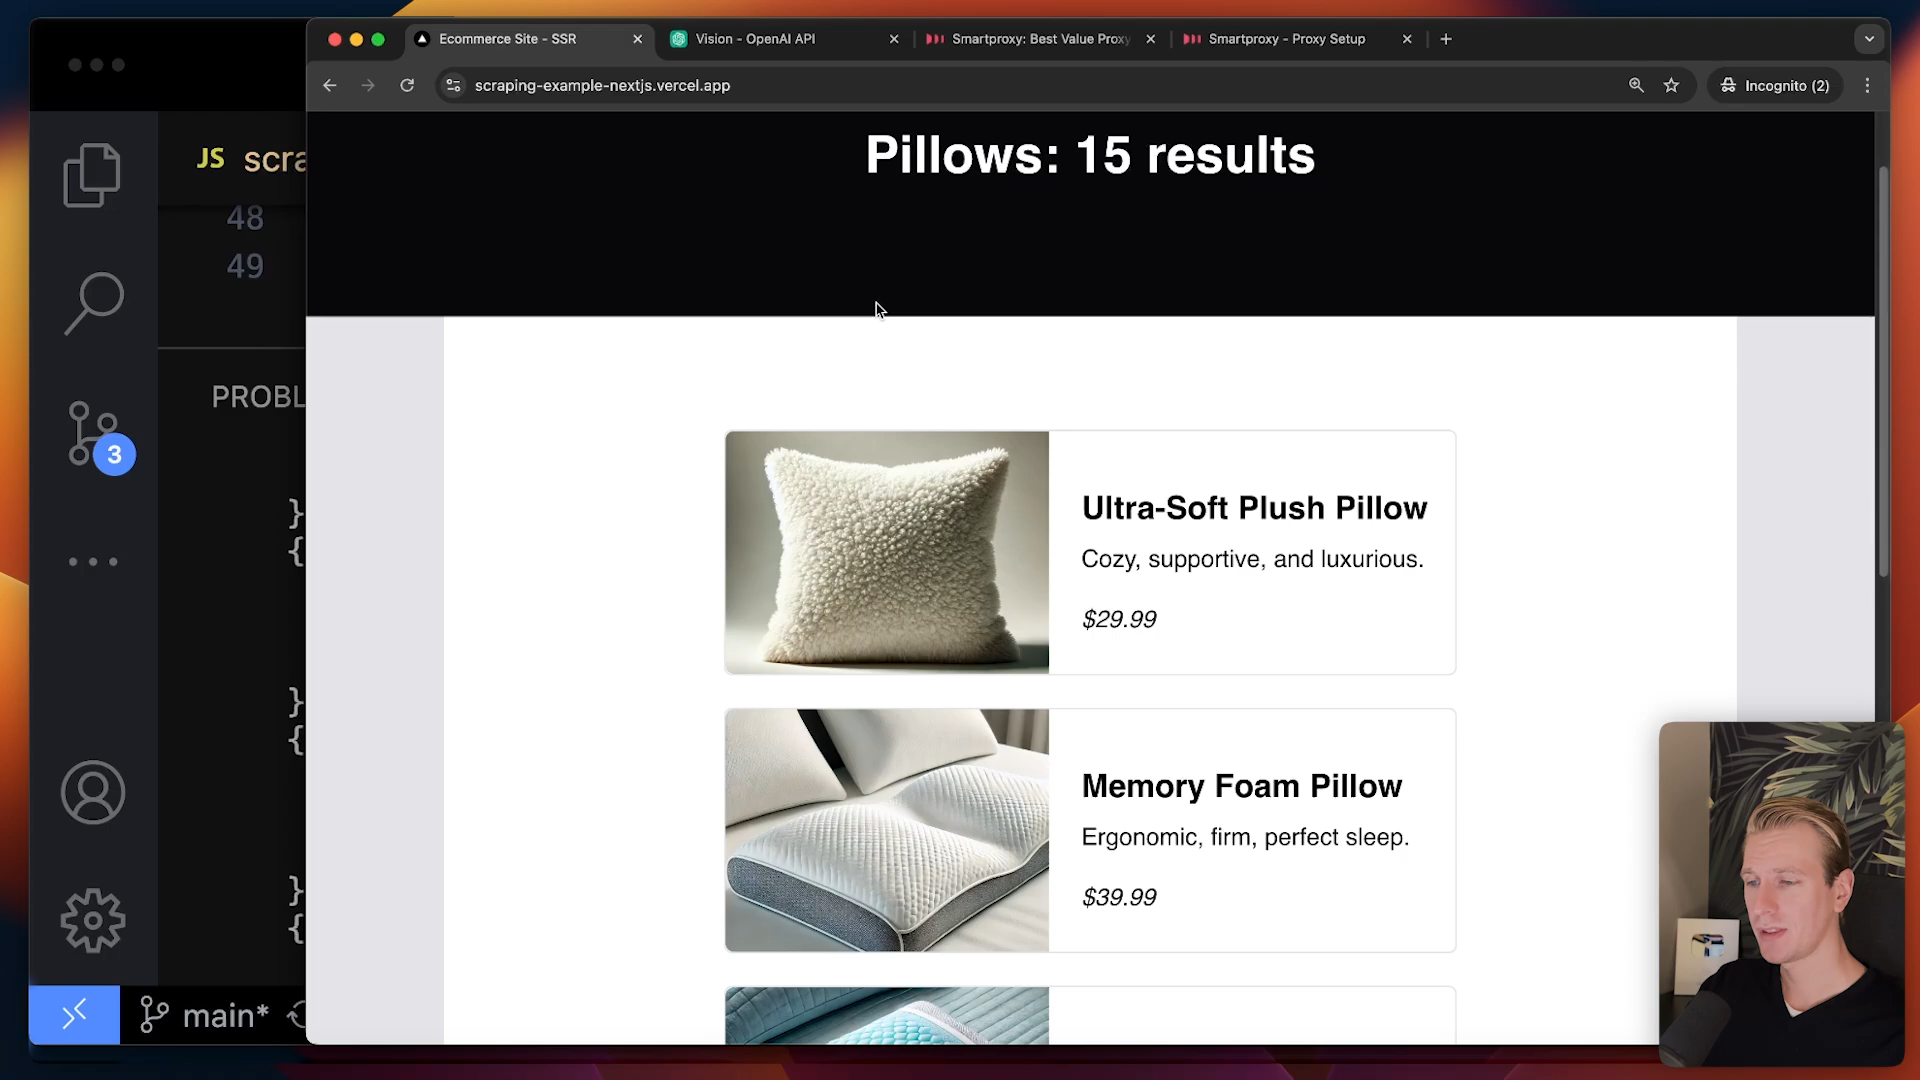 Ecommerce Site - SSR
Vision - OpenAI API
Smartproxy: Best Value Proxy
Smartproxy - Proxy Setup
scraping-example-nextjs.vercel.app
Incognito (2)
JS scra
48
49
PROBL
}
{
}
{
}
{
3
main*
Pillows: 15 results
Ultra-Soft Plush Pillow
Cozy, supportive, and luxurious.
$29.99
Memory Foam Pillow
Ergonomic, firm, perfect sleep.
$39.99